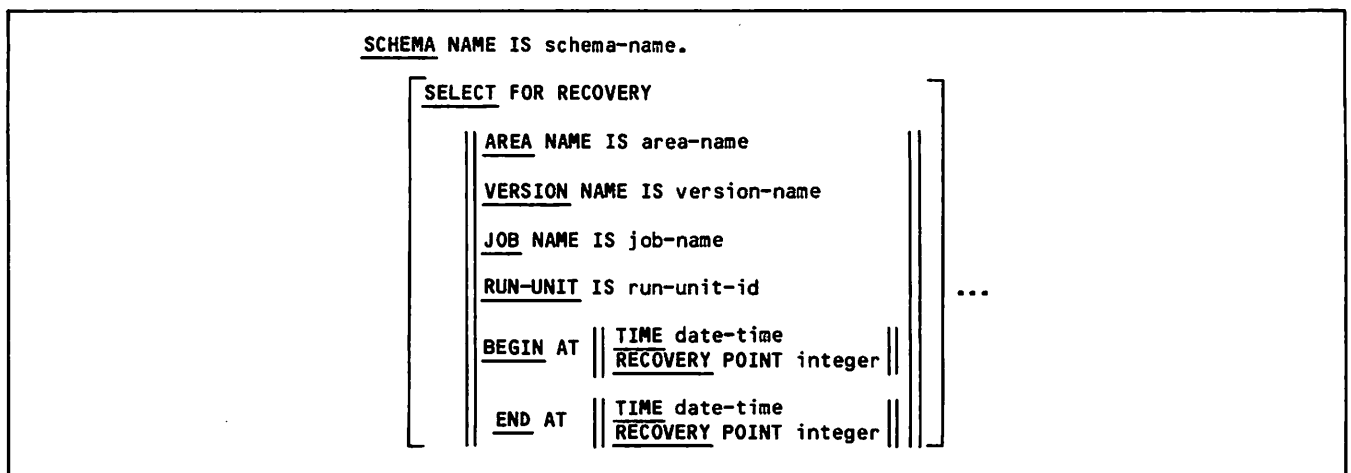 SCHEMA NAME IS schema-name.
SELECT FOR RECOVERY
AREA NAME IS area-name
VERSION NAME IS version-name
JOB NAME IS job-name
RUN-UNIT IS run-unit-id
...
BEGIN AT TIME date-time
RECOVERY POINT integer
END AT TIME date-time
RECOVERY POINT integer